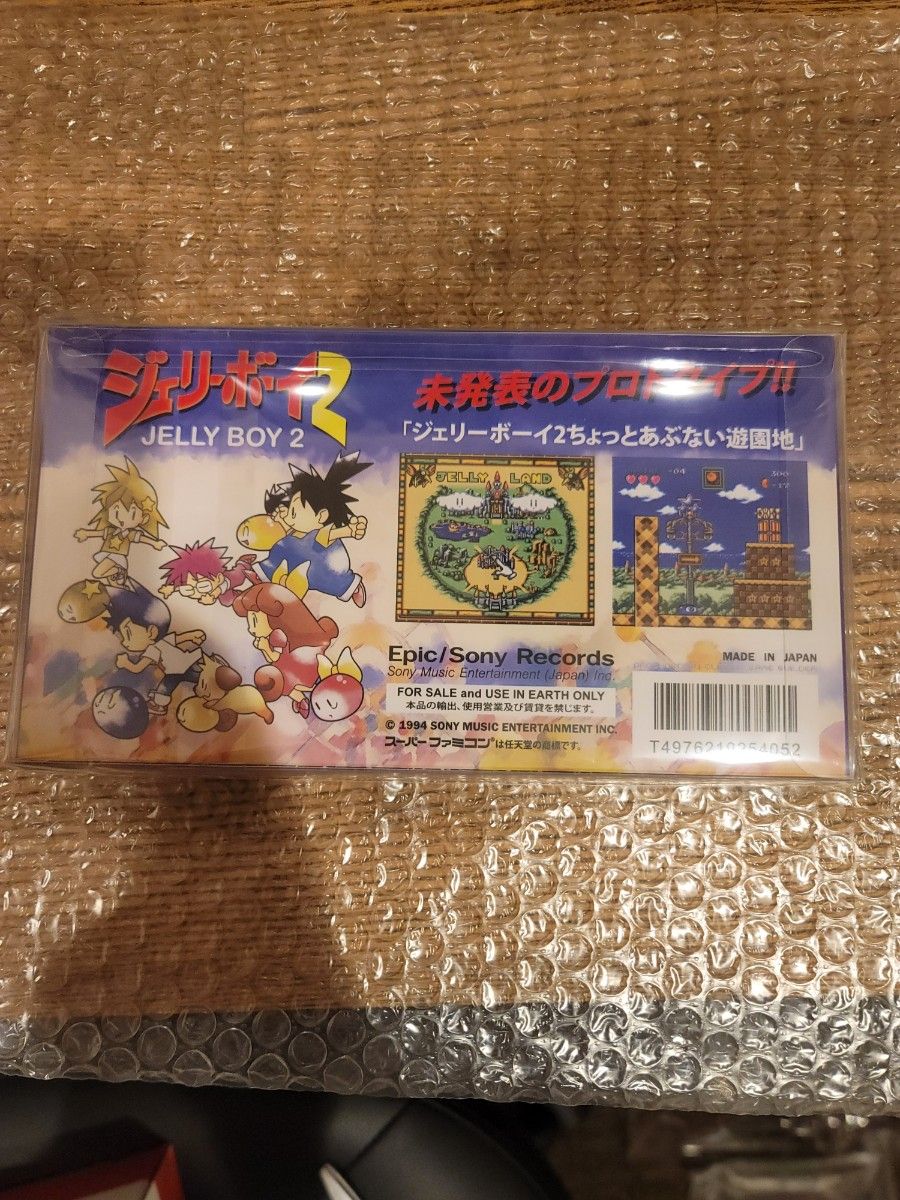 ジェリーボーイ2
JELLY BOY 2
未発表のプロトタイプ!!
「ジェリーボーイ2ちょっとあぶない遊園地」
JELLY LAND
-04
300
-17
Epic/Sony Records
Sony Music Entertainment (Japan) Inc.
MADE IN JAPAN
FOR SALE and USE IN EARTH ONLY
本品の輸出、使用営業及び賃貸を禁じます。
© 1994 SONY MUSIC ENTERTAINMENT INC.
スーパーファミコン®は任天堂の商標です。
T4976219254052